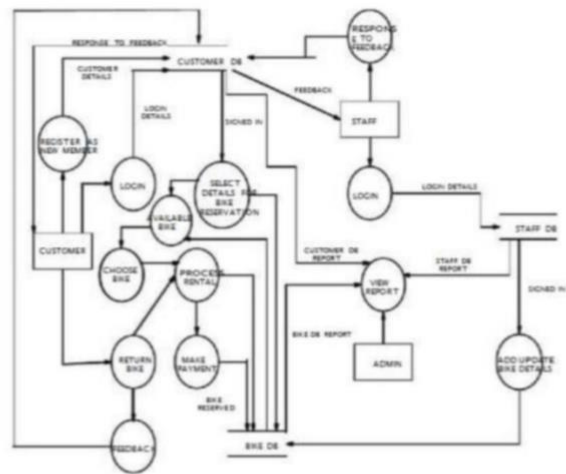 RESPONS
E TO
FEEDBACK
RESPONSE TO FEEDBACK
CUSTOMER DB
CUSTOMER
DETAILS
FEEDBACK
LOGIN
DETAILS
SIGNED IN
STAFF
REGISTER AS
NEW MEMBER
LOGIN
SELECT
DETAILS FOR
BIKE
RESERVATION
LOGIN
LOGIN DETAILS
AVAILABLE
BIKE
STAFF DB
CUSTOMER
CUSTOMER DB
REPORT
STAFF DB
REPORT
CHOOSE
BIKE
PROCESS
RENTAL
VIEW
REPORT
SIGNED IN
BIKE DB REPORT
RETURN
BIKE
MAKE
PAYMENT
ADMIN
ADD UPDATE
BIKE DETAILS
BIKE
RESERVED
FEEDBACK
BIKE DB